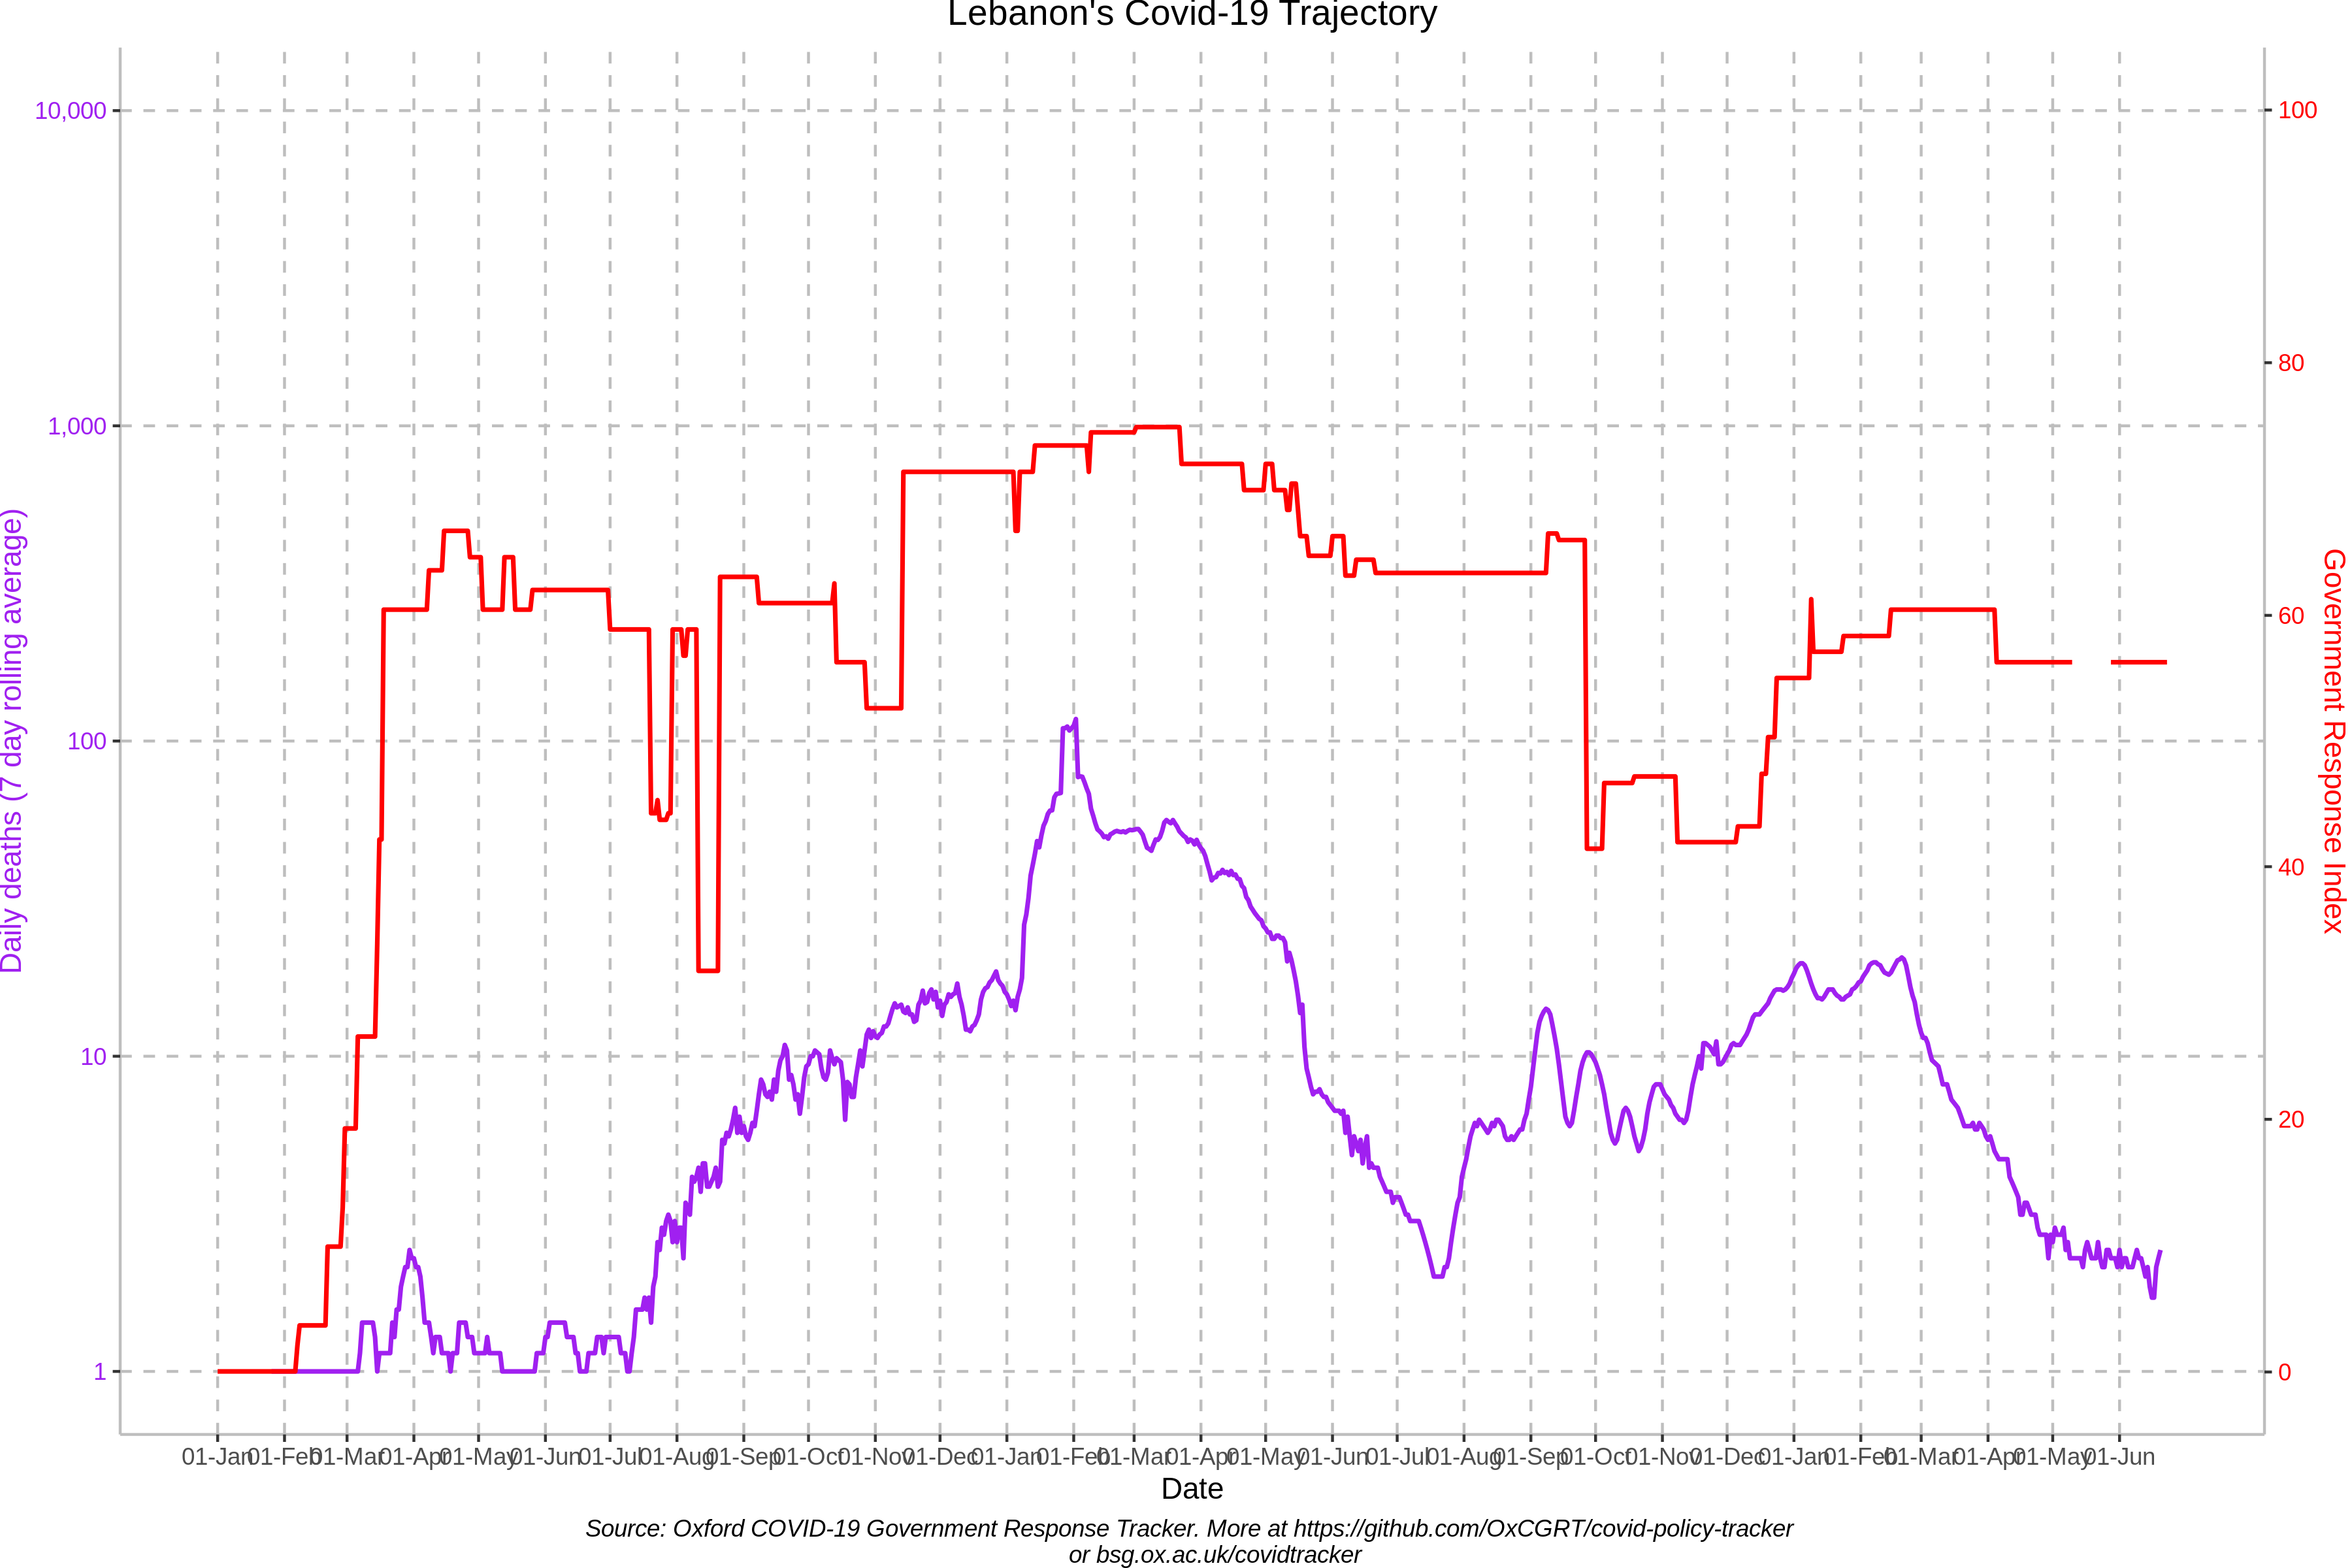 Lebanon's Covid-19 Trajectory
Daily deaths (7 day rolling average)
10,000
1,000
100
10
1
100
80
60
40
20
0
Government Response Index
01-Jan 01-Feb 01-Mar 01-Apr 01-May 01-Jun 01-Jul 01-Aug 01-Sep 01-Oct 01-Nov 01-Dec 01-Jan 01-Feb 01-Mar 01-Apr 01-May 01-Jun 01-Jul 01-Aug 01-Sep 01-Oct 01-Nov 01-Dec 01-Jan 01-Feb 01-Mar 01-Apr 01-May 01-Jun
Date
Source: Oxford COVID-19 Government Response Tracker. More at https://github.com/OxCGRT/covid-policy-tracker
or bsg.ox.ac.uk/covidtracker